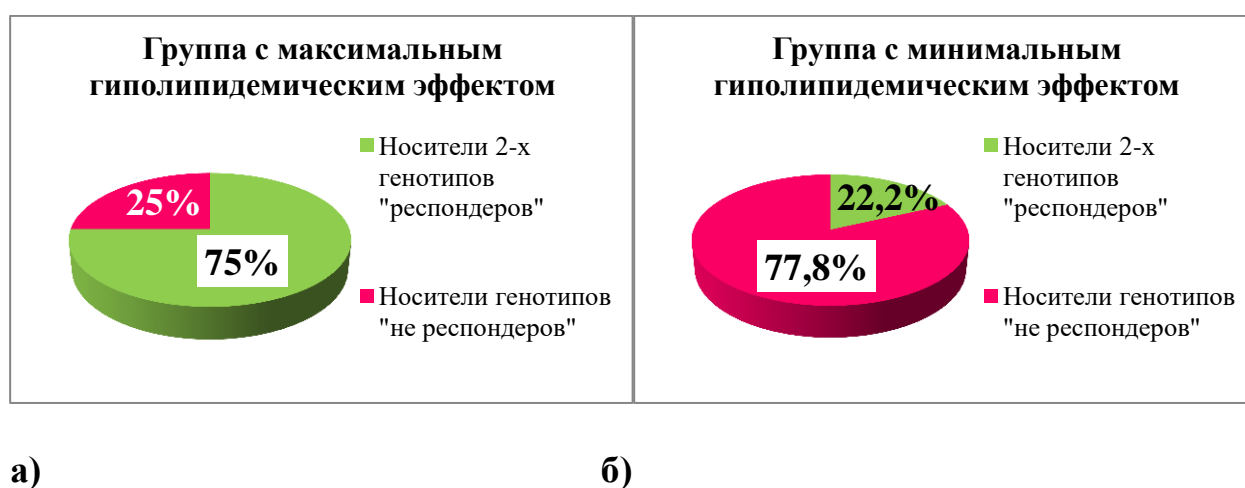 Группа с максимальным
гиполипидемическим эффектом
25%
75%
Носители 2-х
генотипов
"респондеров"
Носители генотипов
"не респондеров"
Группа с минимальным
гиполипидемическим эффектом
22,2%
77,8%
Носители 2-х
генотипов
"респондеров"
Носители генотипов
"не респондеров"
а)
б)